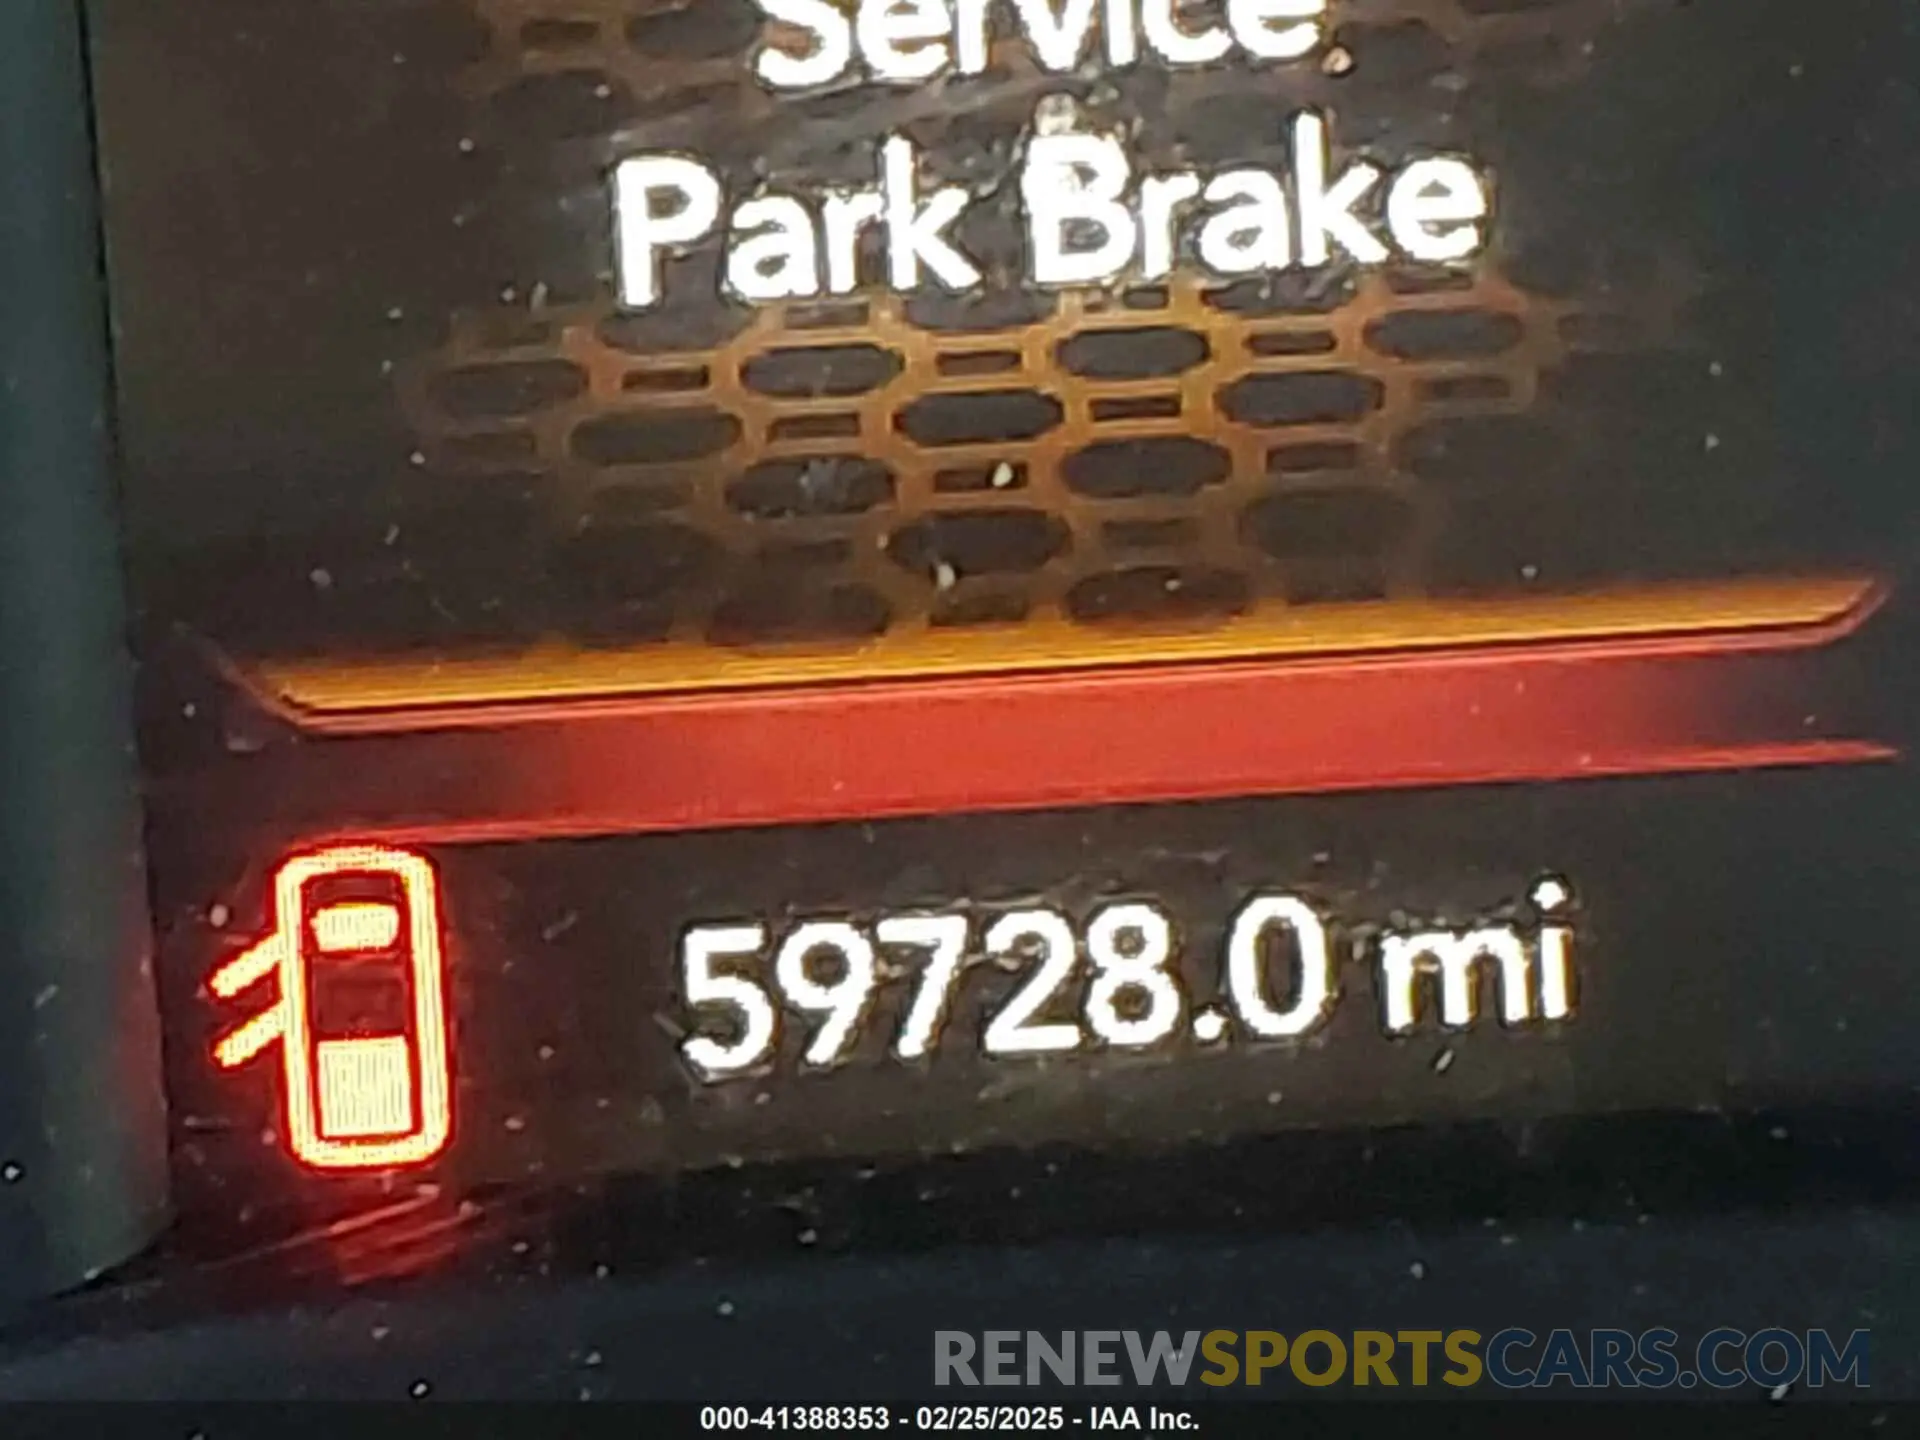 Service
Park Brake
59728.0 mi
RENEWSPORTSCARS.COM
000-41388353 - 02/25/2025 - IAA Inc.